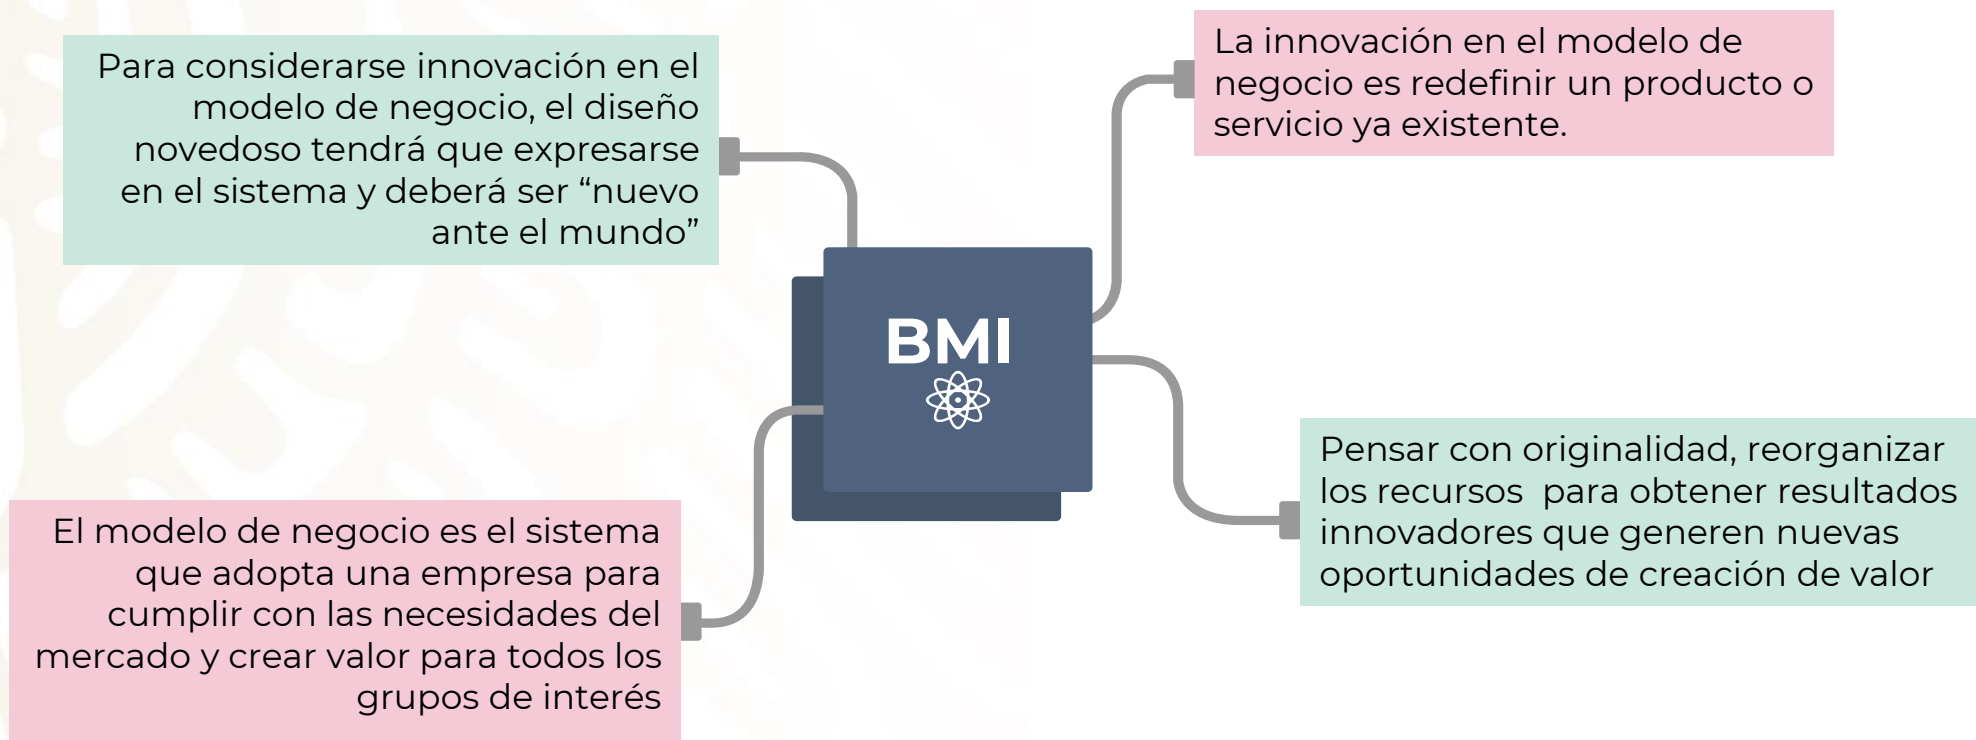 Para considerarse innovación en el
modelo de negocio, el diseño
novedoso tendrá que expresarse
en el sistema y deberá ser “nuevo
ante el mundo”
La innovación en el modelo de
negocio es redefinir un producto o
servicio ya existente.
BMI
Pensar con originalidad, reorganizar
los recursos  para obtener resultados
innovadores que generen nuevas
oportunidades de creación de valor
El modelo de negocio es el sistema
que adopta una empresa para
cumplir con las necesidades del
mercado y crear valor para todos los
grupos de interés